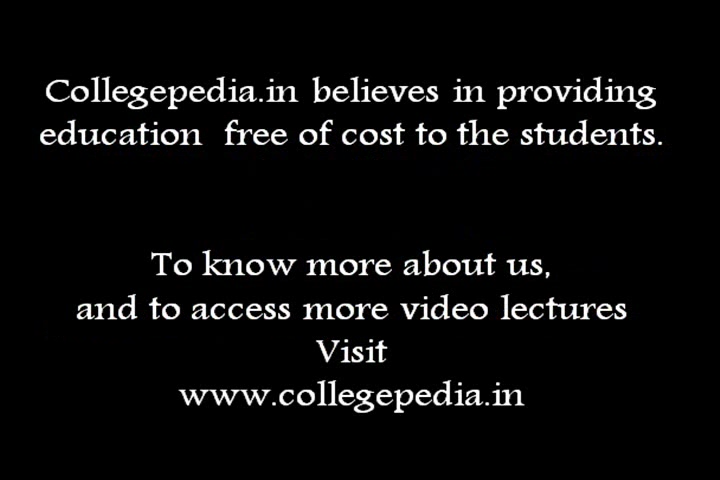 Collegepedia.in believes in providing
education free of cost to the students.
To know more about us,
and to access more video lectures
Visit
www.collegepedia.in